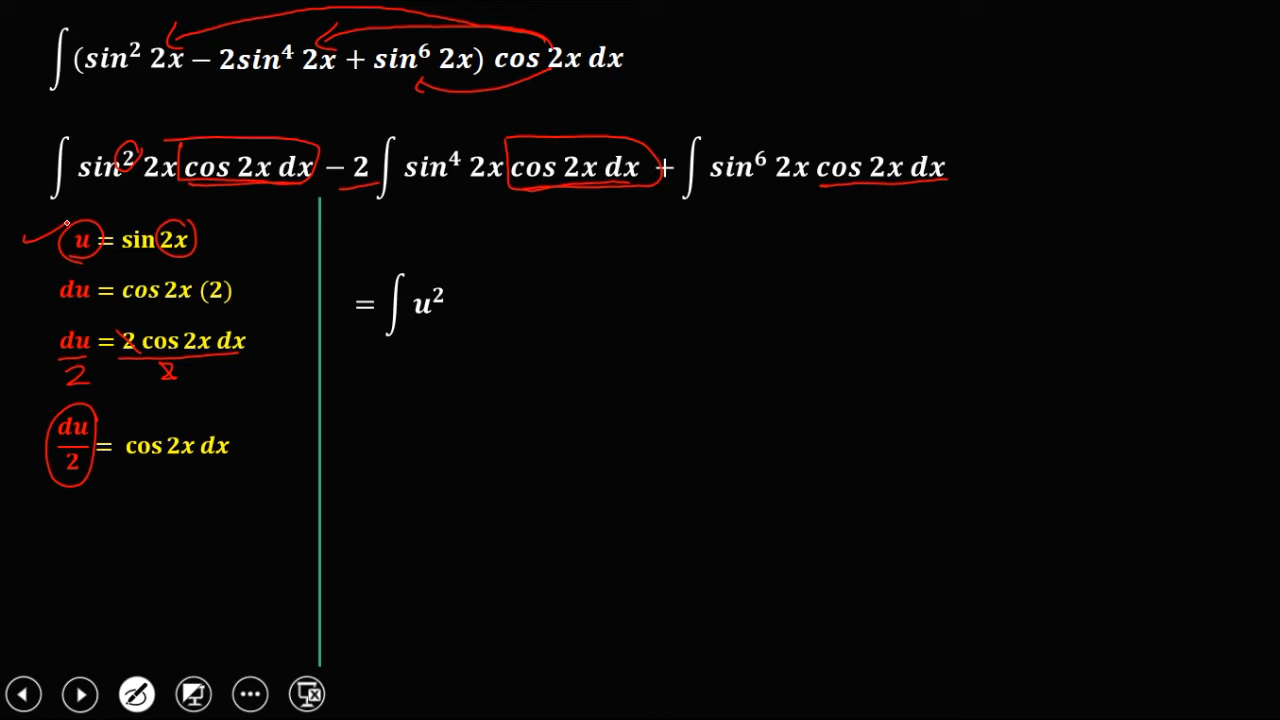 ∫(sin² 2x − 2sin⁴ 2x + sin⁶ 2x) cos 2x dx
∫ sin² 2x cos 2x dx − 2 ∫ sin⁴ 2x cos 2x dx + ∫ sin⁶ 2x cos 2x dx
u = sin 2x
du = cos 2x (2)
= ∫ u²
du = 2 cos 2x dx
2 2
du/2 = cos 2x dx